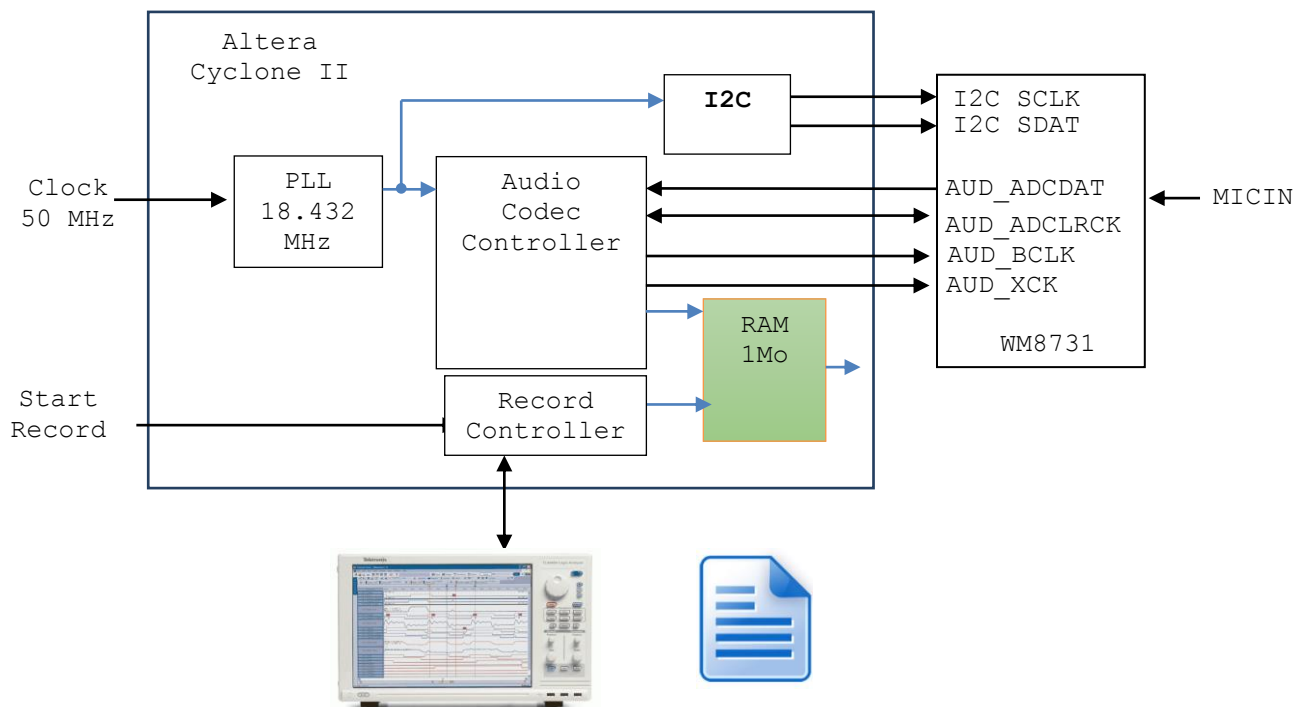 Altera
Cyclone II
I2C
I2C SCLK
I2C SDAT
Clock
50 MHz
PLL
18.432
MHz
Audio
Codec
Controller
AUD_ADCDAT
AUD_ADCLRCK
AUD_BCLK
AUD_XCK
MICIN
RAM
1Mo
WM8731
Start
Record
Record
Controller
Tektronix